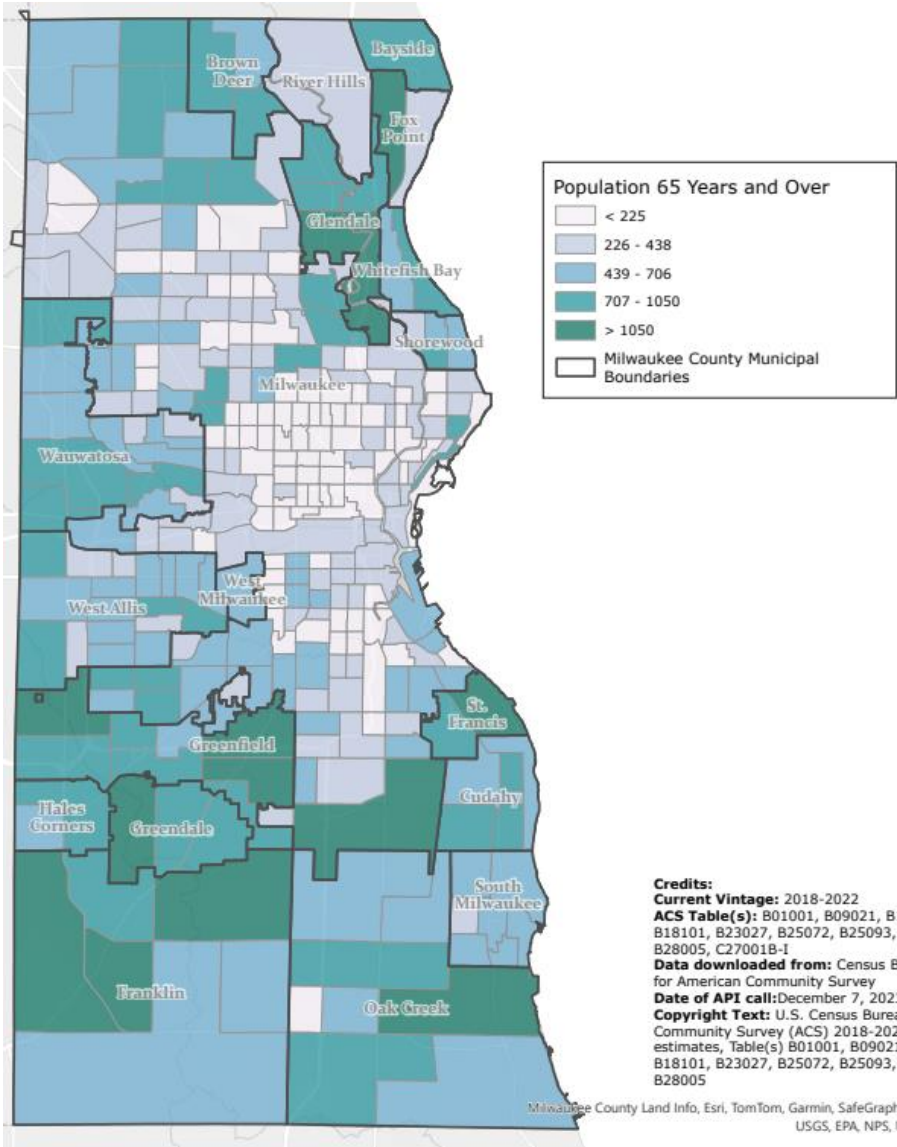 Bayside
Brown
Deer
River Hills
Fox
Point
Population 65 Years and Over
< 225
226 - 438
439 - 706
707 - 1050
> 1050
Milwaukee County Municipal
Boundaries
Glendale
Whitefish Bay
Shorewood
Milwaukee
Wauwatosa
West
Milwaukee
West Allis
St.
Francis
Greenfield
Cudahy
Hales
Corners
Greendale
South
Milwaukee
Franklin
Oak Creek
Credits:
Current Vintage: 2018-2022
ACS Table(s): B01001, B09021, B
B18101, B23027, B25072, B25093,
B28005, C27001B-I
Data downloaded from: Census B
for American Community Survey
Date of API call:December 7, 202
Copyright Text: U.S. Census Burea
Community Survey (ACS) 2018-202
estimates, Table(s) B01001, B09021
B18101, B23027, B25072, B25093,
B28005
Milwaukee County Land Info, Esri, TomTom, Garmin, SafeGraph
USGS, EPA, NPS,